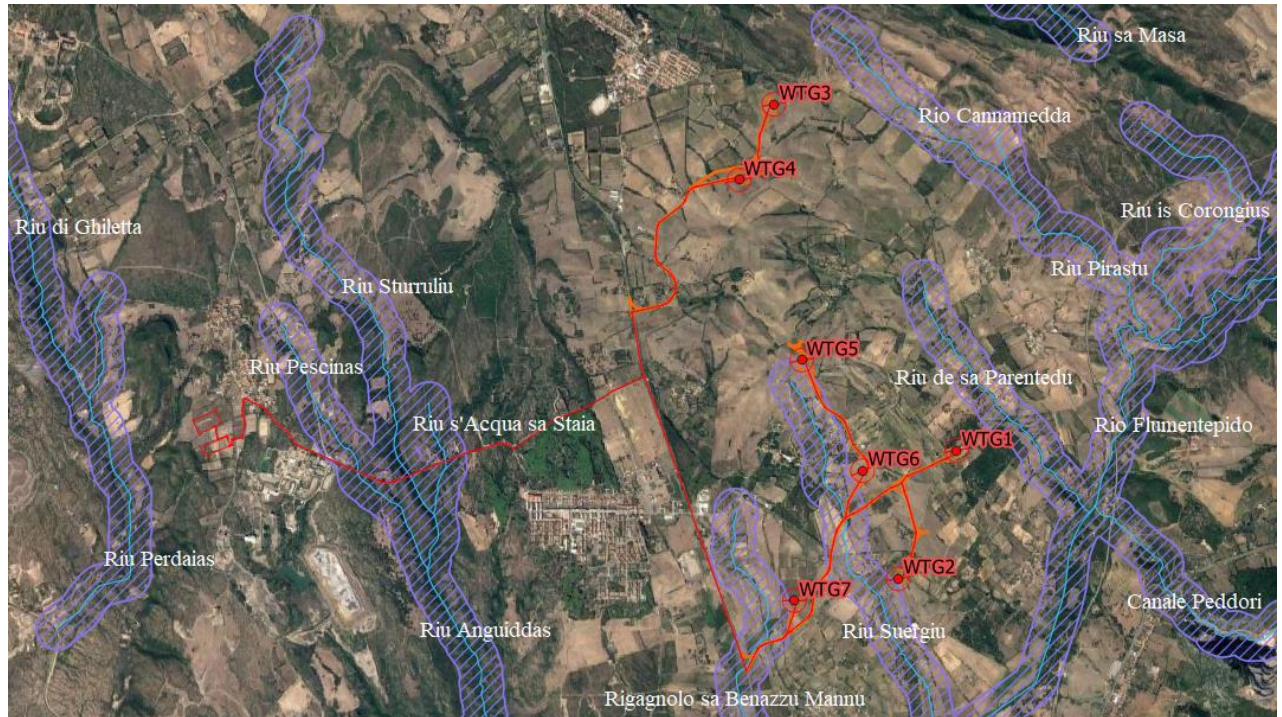 Riu sa Masa
WTG3
Rio Cannamedda
WTG4
Riu is Corongius
Riu di Ghiletta
Riu Pirastu
Riu Sturruliu
WTG5
Riu Pescinas
Riu de sa Parentedu
Riu s'Acqua sa Staia
Rio Flumentepido
WTG1
WTG6
Riu Perdaias
WTG2
WTG7
Canale Peddori
Riu Anguiddas
Riu Suergiu
Rigagnolo sa Benazzu Mannu